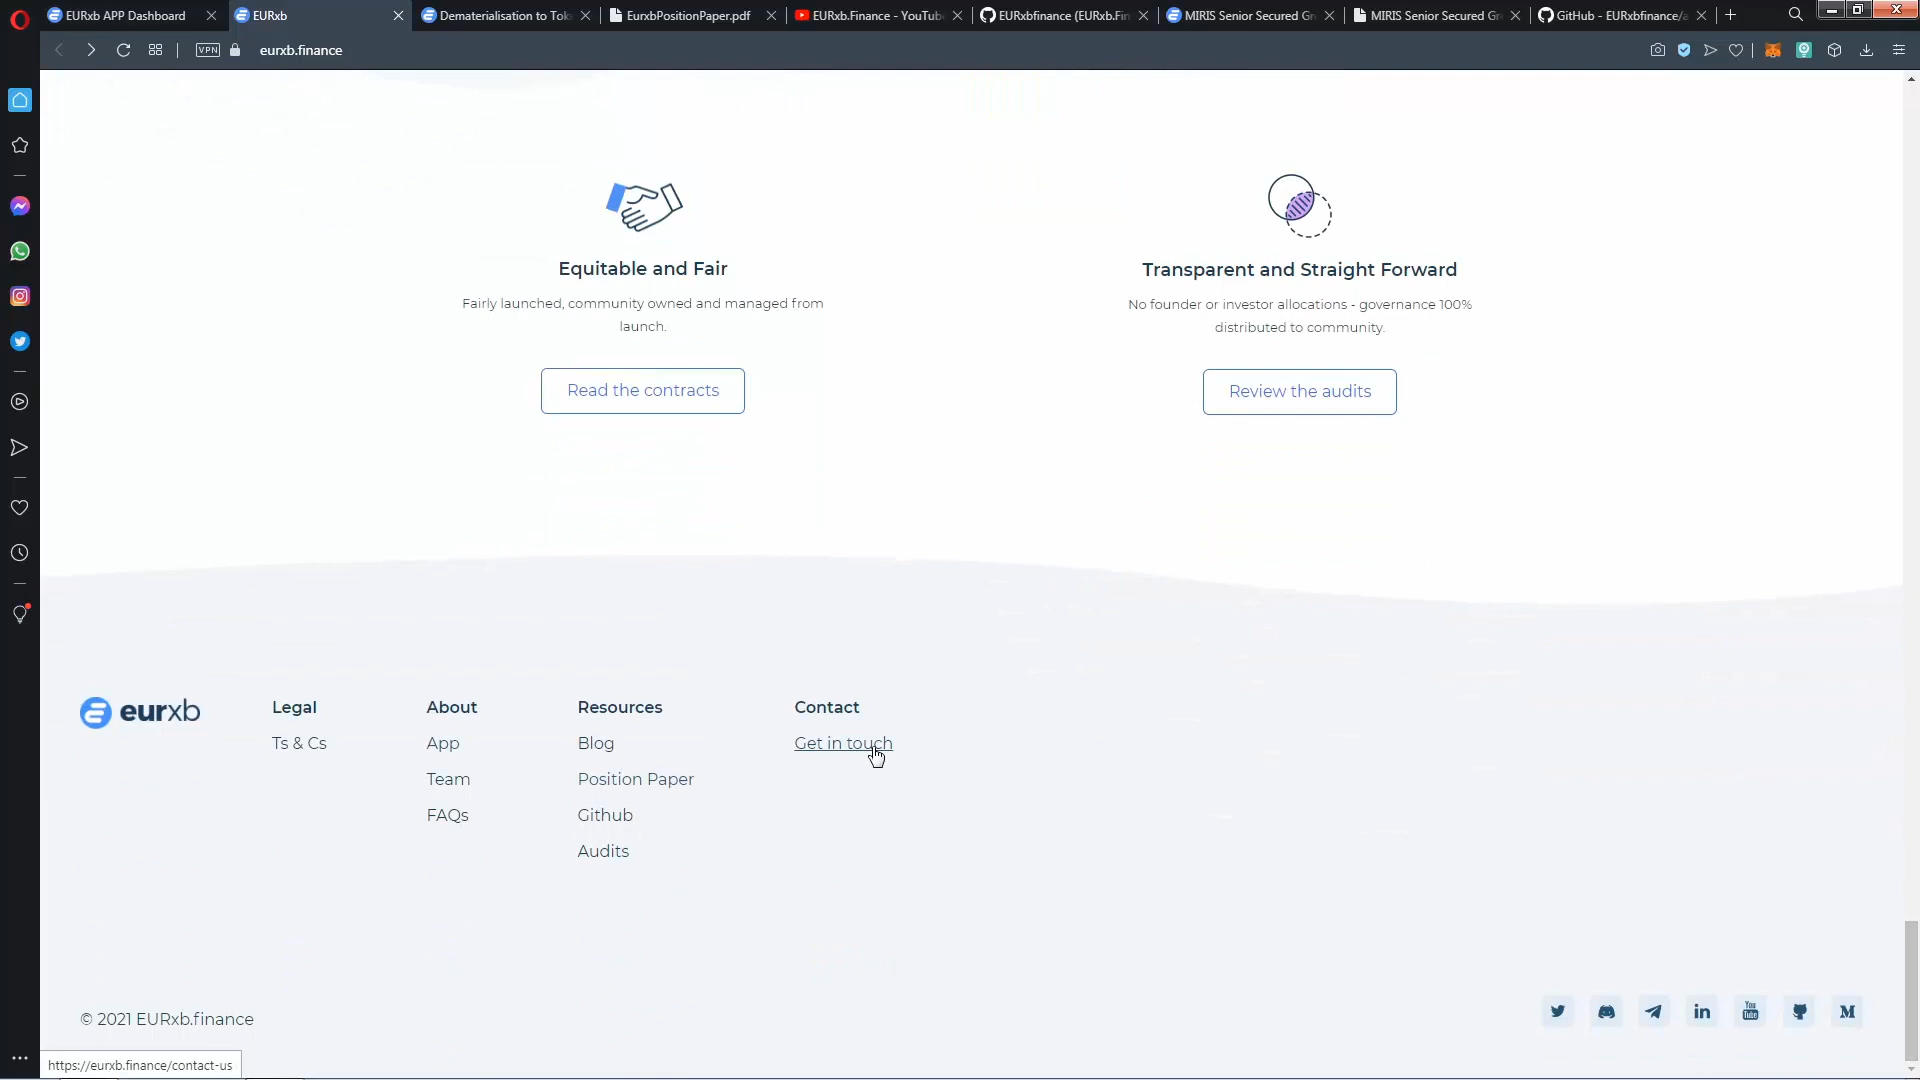 EURxb APP Dashboard
EURxb
Dematerialisation to Tok
EurxbPositionPaper.pdf
EURxb.Finance - YouTub
EURxbfinance (EURxb.Fin
MIRIS Senior Secured Gr
MIRIS Senior Secured Gr
GitHub - EURxbfinance/a
VPN
eurxb.finance
Equitable and Fair
Fairly launched, community owned and managed from
launch.
Read the contracts
Transparent and Straight Forward
No founder or investor allocations - governance 100%
distributed to community.
Review the audits
eurxb
Legal
Ts & Cs
About
App
Team
FAQs
Resources
Blog
Position Paper
Github
Audits
Contact
Get in touch
© 2021 EURxb.finance
You
Tube
https://eurxb.finance/contact-us